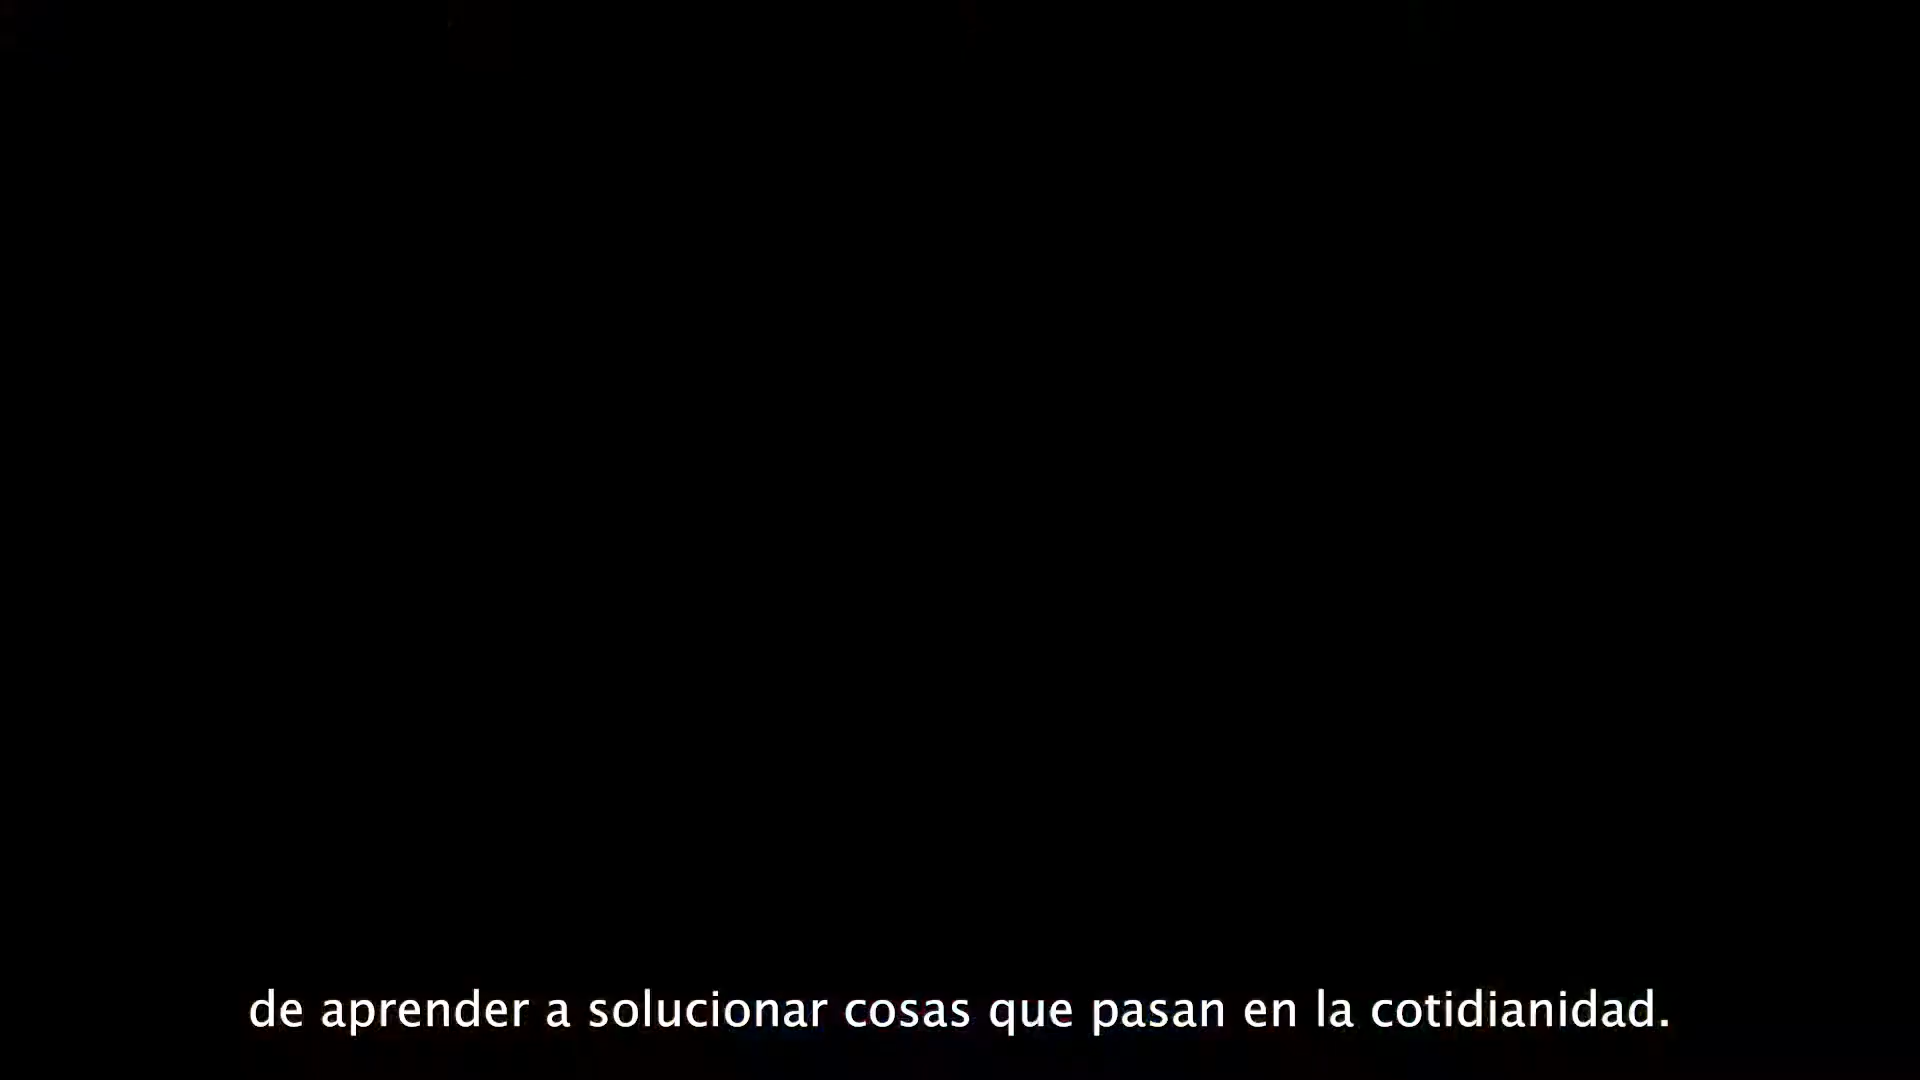 de aprender a solucionar cosas que pasan en la cotidianidad.